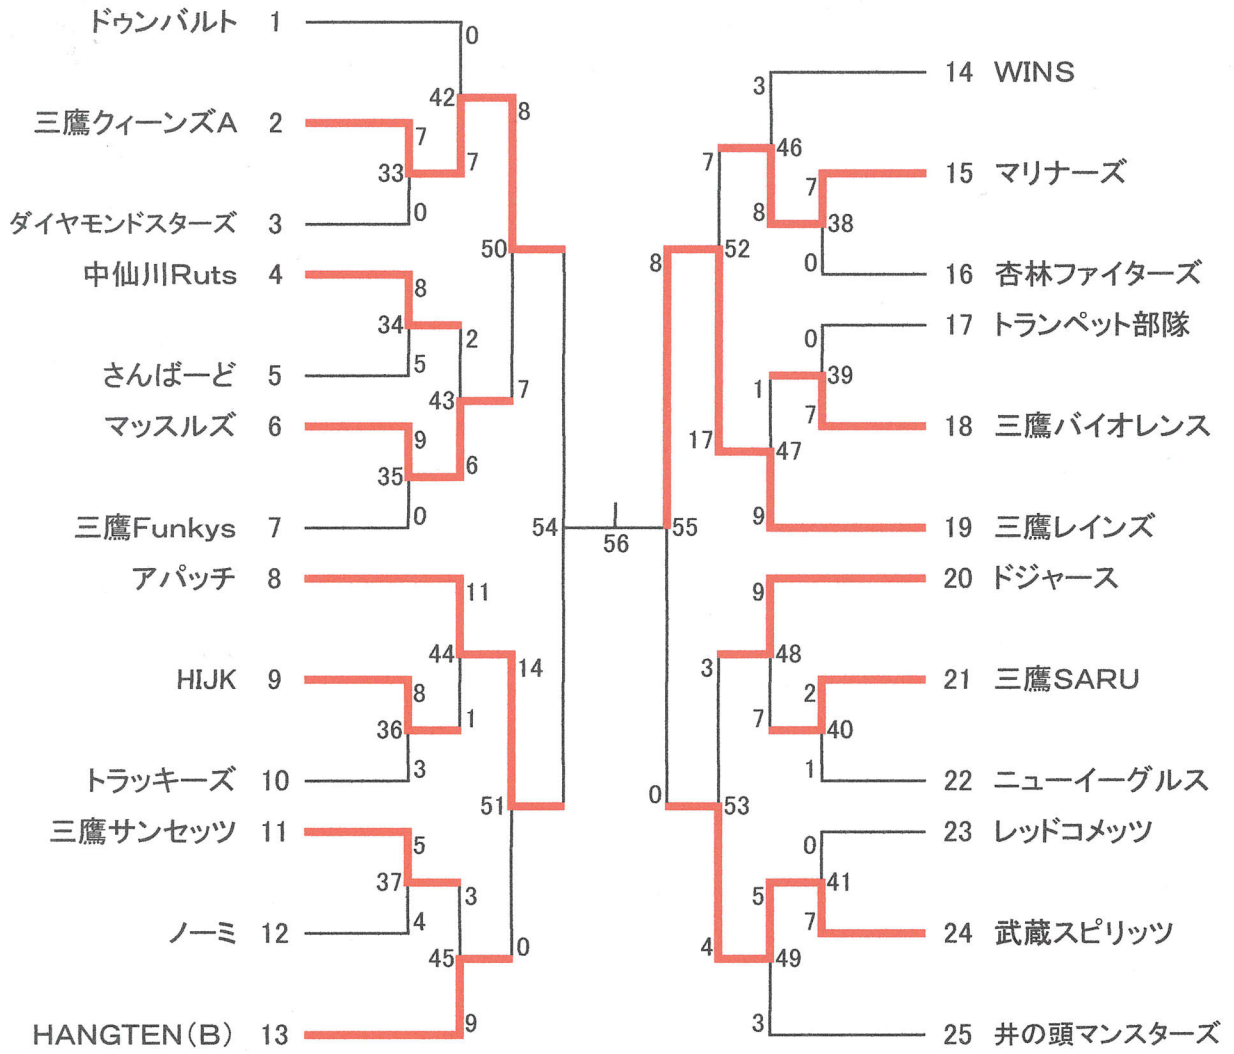 ドゥンバルト 1
三鷹クィーンズA 2
ダイヤモンドスターズ 3
中仙川Ruts 4
さんばーど 5
マッスルズ 6
三鷹Funkys 7
アパッチ 8
HIJK 9
トラッキーズ 10
三鷹サンセッツ 11
ノーミ 12
HANGTEN(B) 13
0
42
8
7
33
7
0
50
8
34
2
5
43
7
9
35
6
0
54
56
55
11
44
14
8
36
1
3
51
5
37
3
4
45
0
9
3
46
7
7
8
38
0
8
52
0
39
1
7
17
47
9
9
48
3
2
7
40
1
0
53
0
5
41
7
4
49
3
14 WINS
15 マリナーズ
16 杏林ファイターズ
17 トランペット部隊
18 三鷹バイオレンス
19 三鷹レインズ
20 ドジャース
21 三鷹SARU
22 ニューイーグルス
23 レッドコメッツ
24 武蔵スピリッツ
25 井の頭マンスターズ